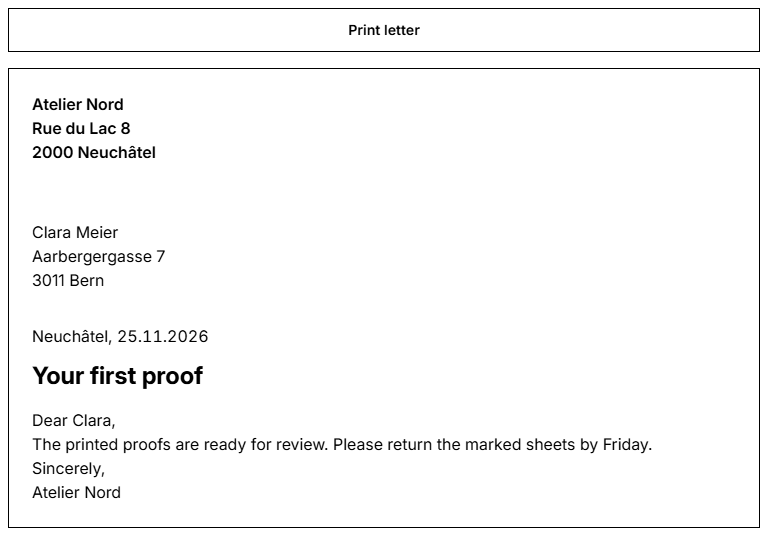 Print letter
Atelier Nord
Rue du Lac 8
2000 Neuchâtel
Clara Meier
Aarbergergasse 7
3011 Bern
Neuchâtel, 25.11.2026
Your first proof
Dear Clara,
The printed proofs are ready for review. Please return the marked sheets by Friday.
Sincerely,
Atelier Nord